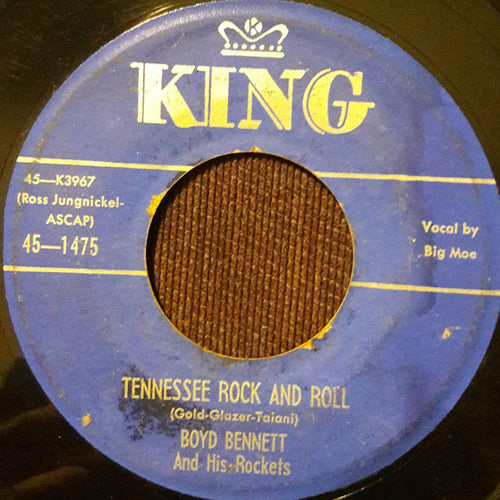 K
KING
45—K3967
(Ross Jungnickel-
ASCAP)
45—1475
Vocal by
Big Moe
TENNESSEE ROCK AND ROLL
(Gold-Glazer-Taiani)
BOYD BENNETT
And His Rockets